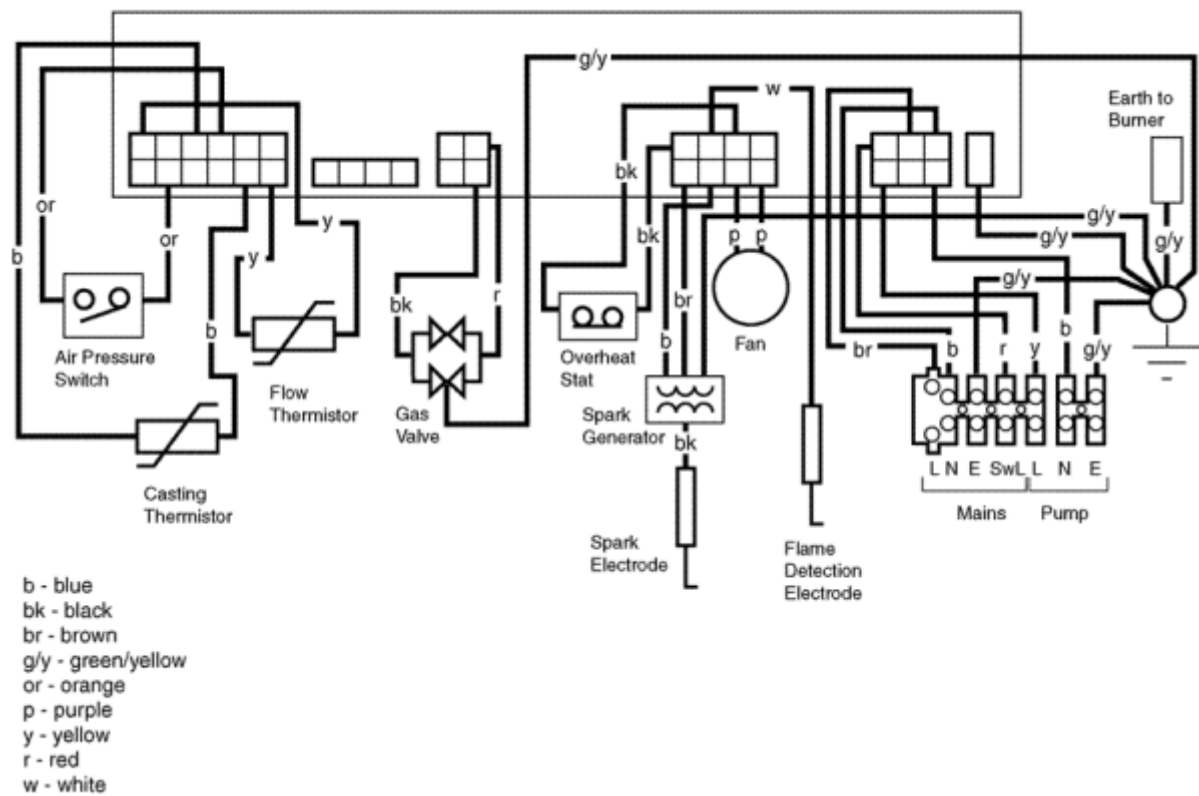 g/y
w
Earth to
Burner
bk
or
or
y
b
y
bk
g/y
g/y
g/y
p
p
g/y
bk
r
br
b
b
br
b
r
y
b
g/y
Air Pressure
Switch
Flow
Thermistor
Gas
Valve
Overheat
Stat
Fan
Spark
Generator
bk
L N E SwL L N E
Mains Pump
Casting
Thermistor
Spark
Electrode
Flame
Detection
Electrode
b - blue
bk - black
br - brown
g/y - green/yellow
or - orange
p - purple
y - yellow
r - red
w - white